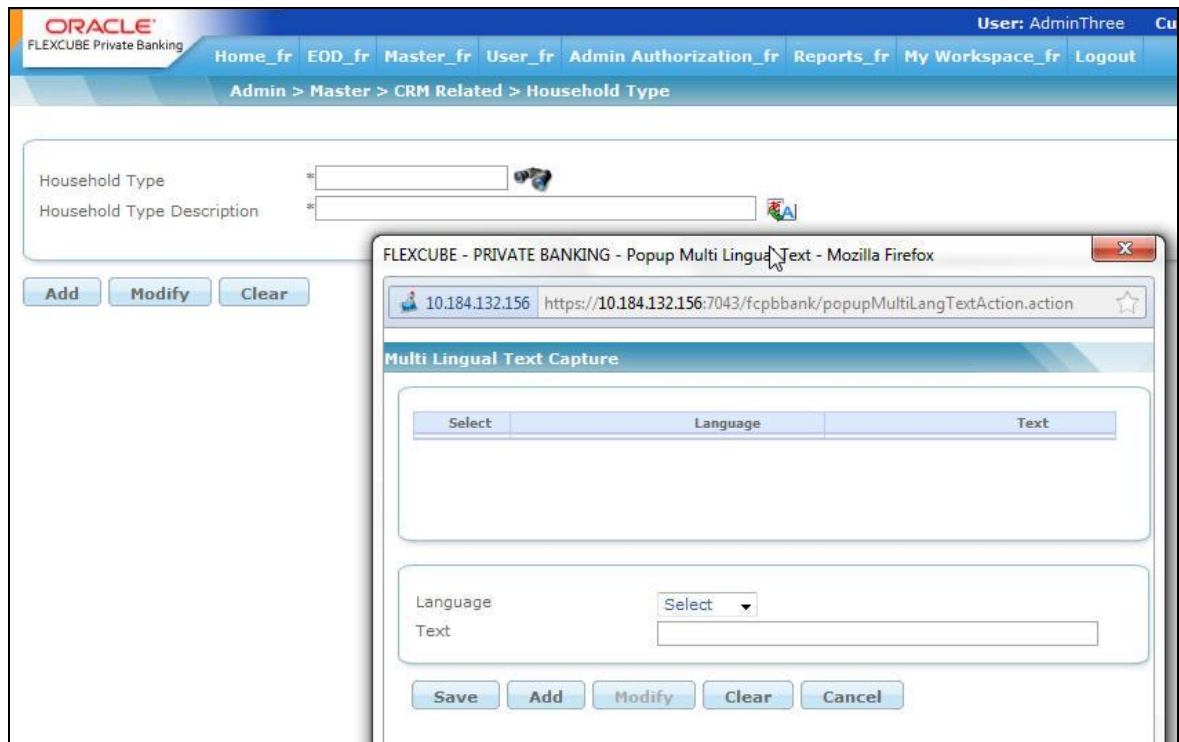 ORACLE®
User: AdminThree Cu
FLEXCUBE Private Banking
Home_fr EOD_fr Master_fr User_fr Admin Authorization_fr Reports_fr My Workspace_fr Logout
Admin > Master > CRM Related > Household Type
Household Type *
Household Type Description *
Add Modify Clear
FLEXCUBE - PRIVATE BANKING - Popup Multi Lingual Text - Mozilla Firefox
10.184.132.156 https://10.184.132.156:7043/fcpbbank/popupMultiLangTextAction.action
Multi Lingual Text Capture
Select Language Text
Language Select
Text
Save Add Modify Clear Cancel